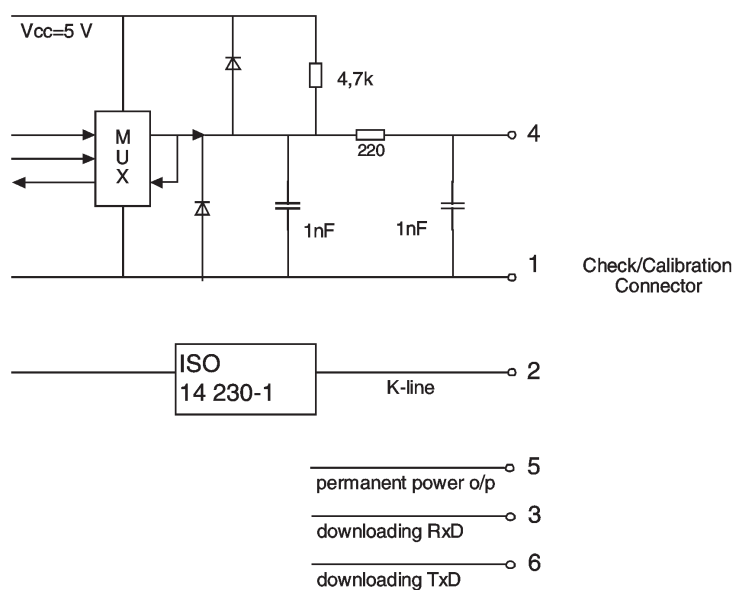 Vcc=5 V
4,7k
M
U
X
220
4
1nF
1nF
1
Check/Calibration
Connector
ISO
14 230-1
K-line
2
permanent power o/p
5
downloading RxD
3
downloading TxD
6